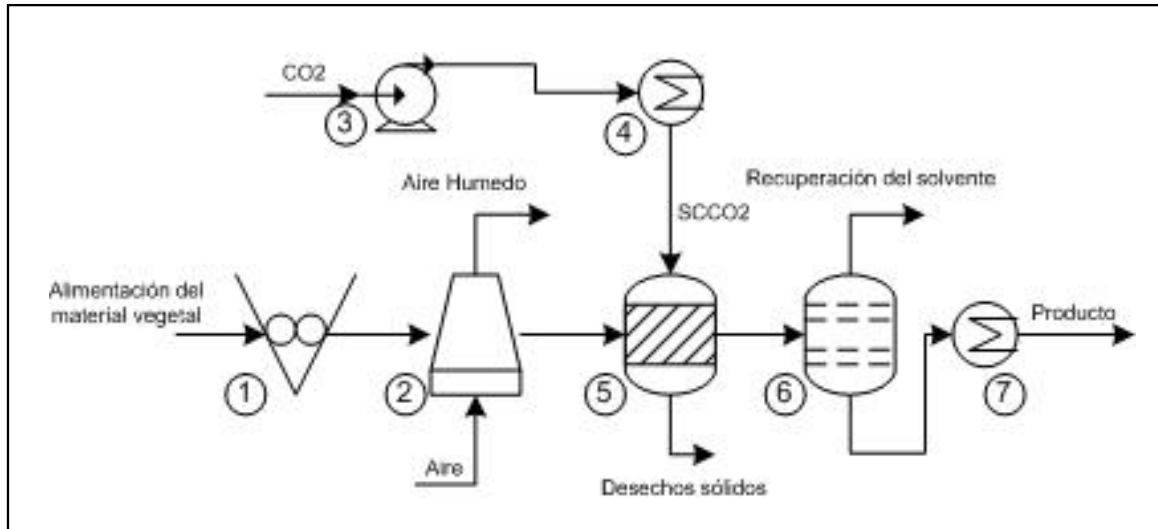 CO2
3
4
Aire Humedo
Recuperación del solvente
SCCO2
Alimentación del
material vegetal
Producto
1
2
5
6
7
Aire
Desechos sólidos